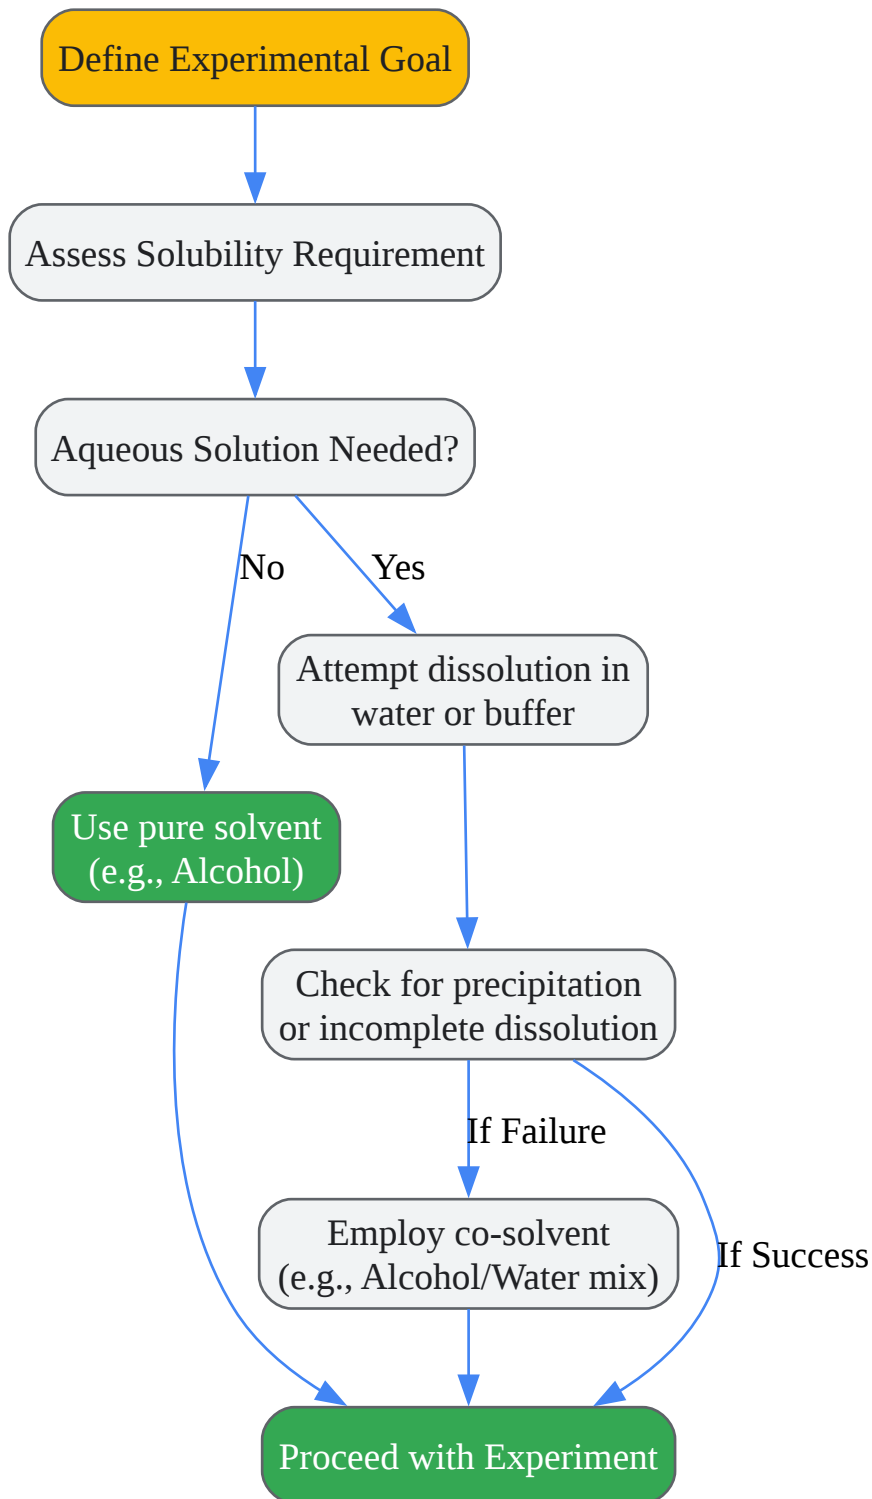 Define Experimental Goal
Assess Solubility Requirement
Aqueous Solution Needed?
No
Yes
Attempt dissolution in
water or buffer
Use pure solvent
(e.g., Alcohol)
Check for precipitation
or incomplete dissolution
If Failure
Employ co-solvent
(e.g., Alcohol/Water mix)
If Success
Proceed with Experiment